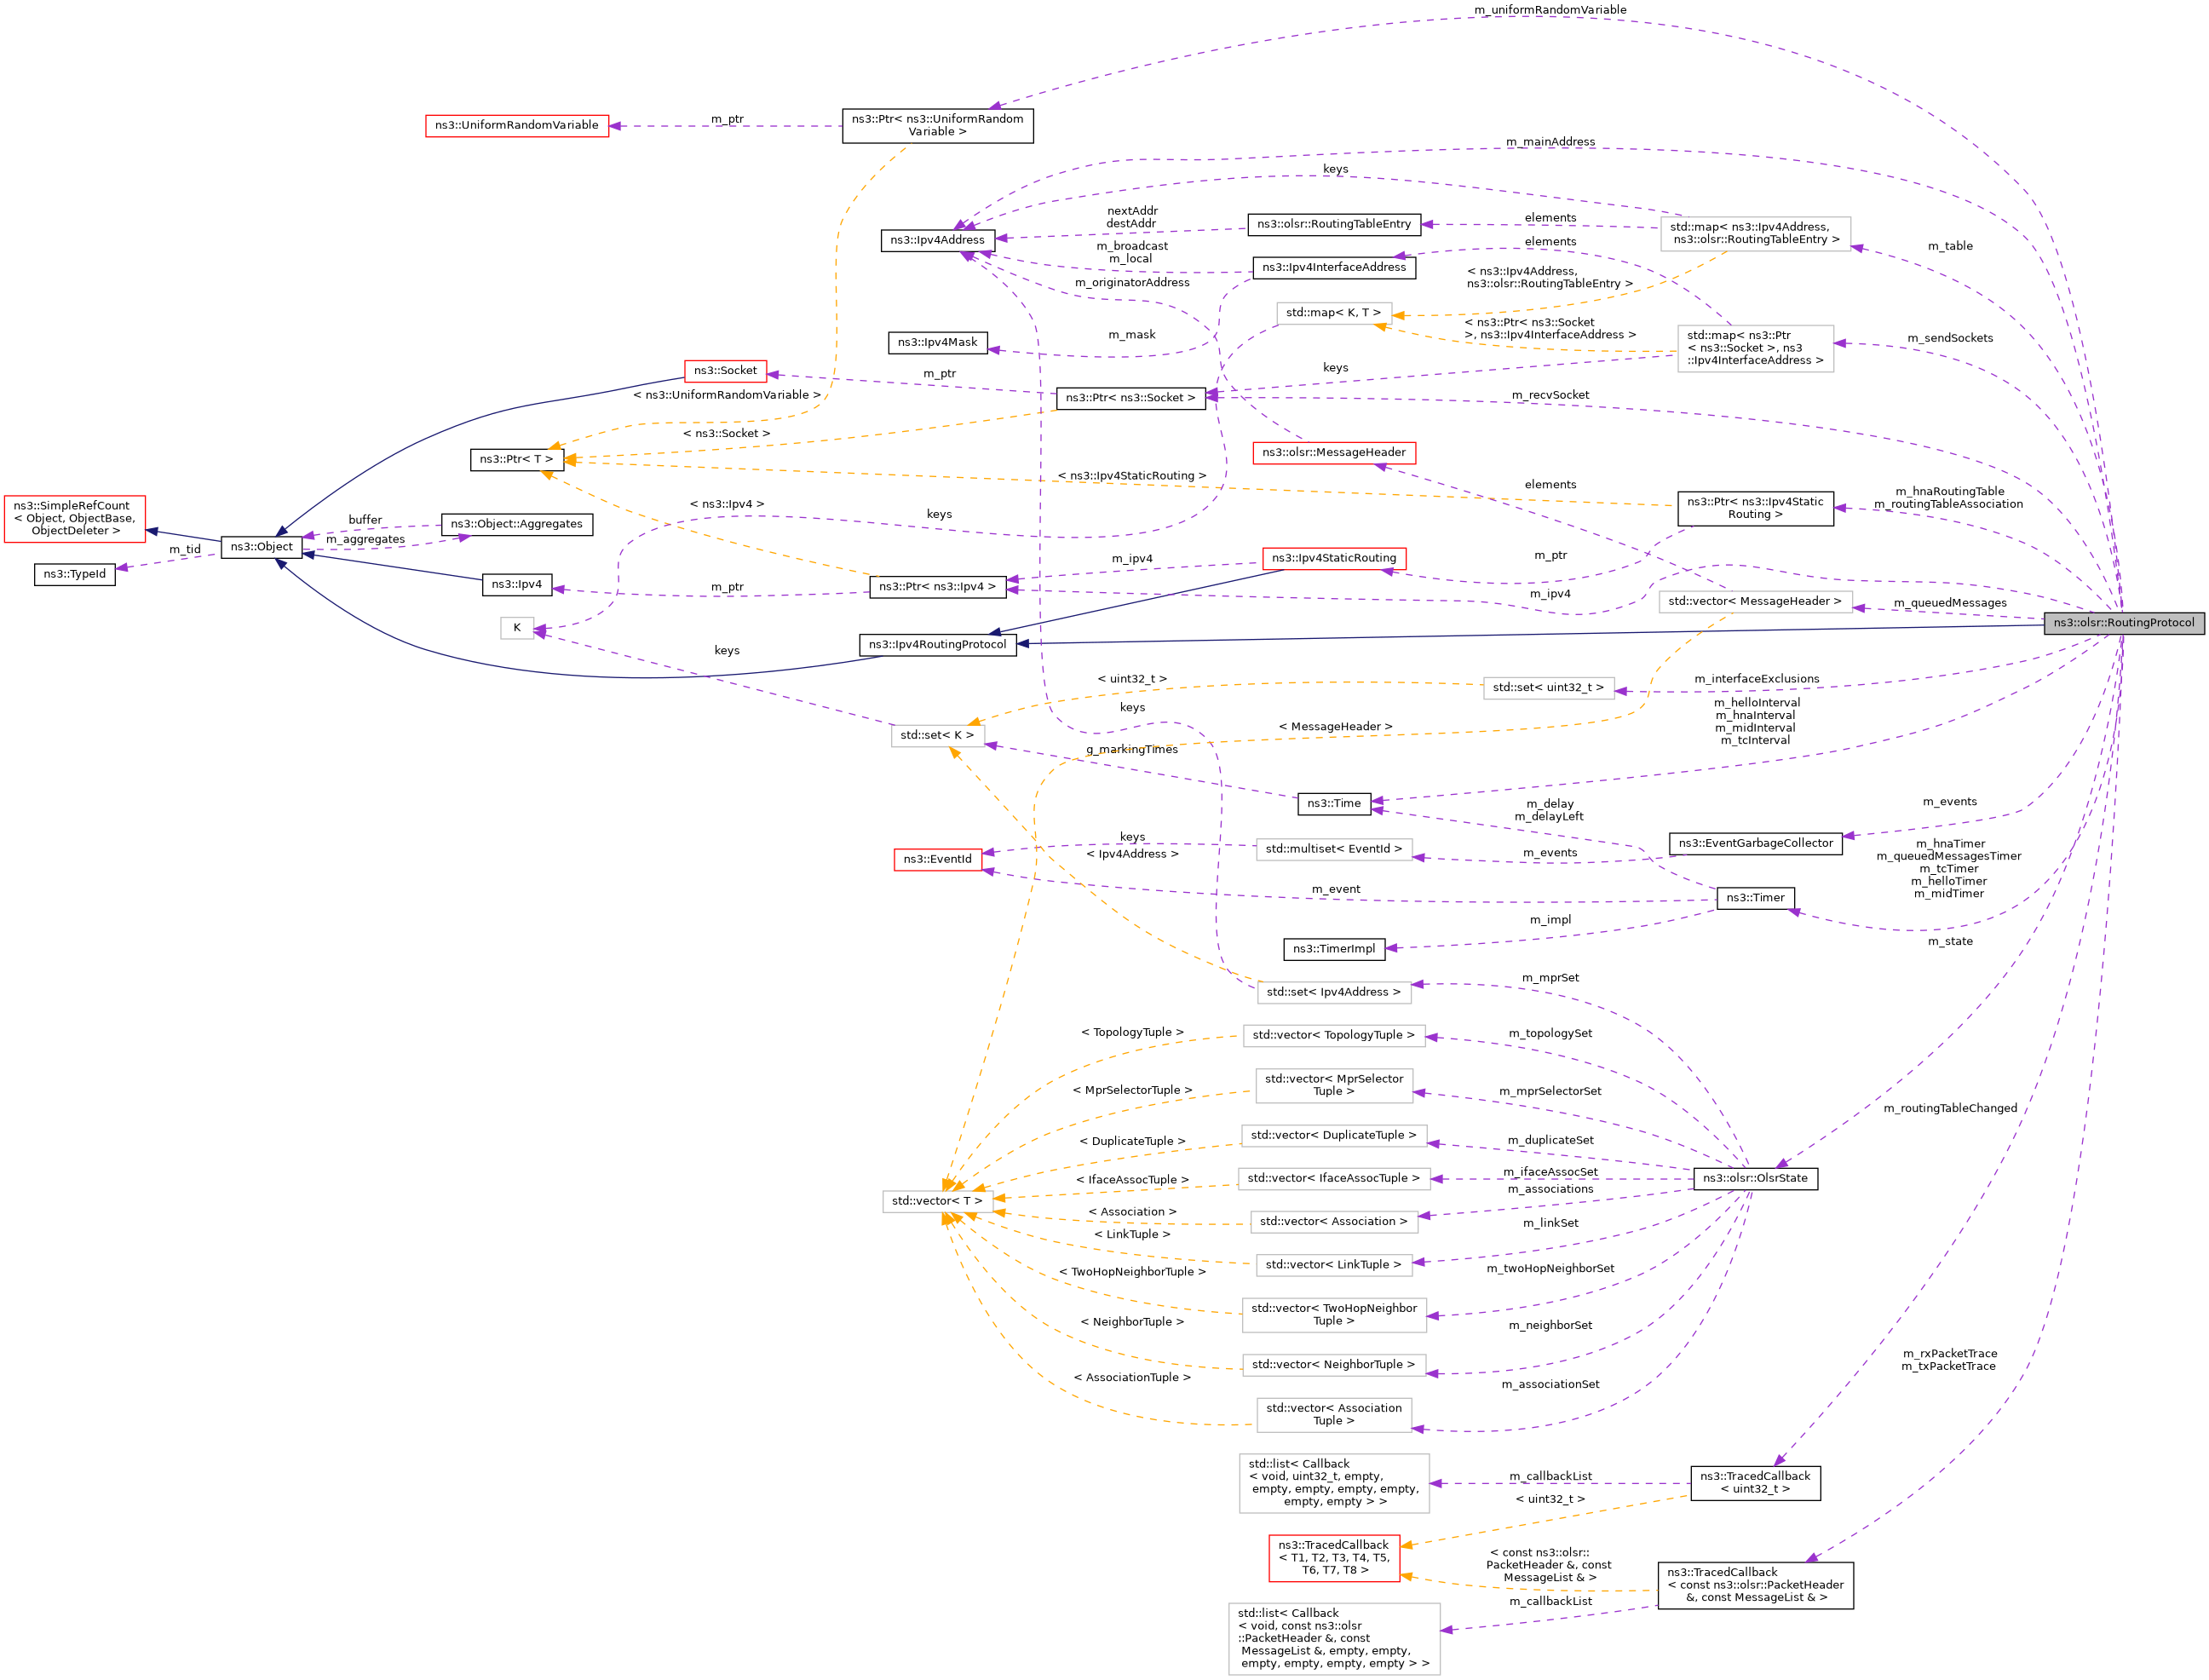 m_uniformRandomVariable
ns3::UniformRandomVariable
m_ptr
ns3::Ptr< ns3::UniformRandom
Variable >
m_mainAddress
keys
nextAddr
destAddr
ns3::olsr::RoutingTableEntry
elements
std::map< ns3::Ipv4Address,
ns3::olsr::RoutingTableEntry >
m_table
ns3::Ipv4Address
m_broadcast
m_local
elements
ns3::Ipv4InterfaceAddress
< ns3::Ipv4Address,
ns3::olsr::RoutingTableEntry >
m_originatorAddress
std::map< K, T >
< ns3::Ptr< ns3::Socket
>, ns3::Ipv4InterfaceAddress >
std::map< ns3::Ptr
< ns3::Socket >, ns3
::Ipv4InterfaceAddress >
m_sendSockets
ns3::Ipv4Mask
m_mask
ns3::Socket
m_ptr
keys
< ns3::UniformRandomVariable >
ns3::Ptr< ns3::Socket >
m_recvSocket
< ns3::Socket >
ns3::Ptr< T >
ns3::olsr::MessageHeader
< ns3::Ipv4StaticRouting >
elements
ns3::Ptr< ns3::Ipv4Static
Routing >
m_hnaRoutingTable
m_routingTableAssociation
ns3::SimpleRefCount
< Object, ObjectBase,
ObjectDeleter >
< ns3::Ipv4 >
keys
buffer
ns3::Object::Aggregates
m_aggregates
ns3::Object
m_tid
ns3::TypeId
ns3::Ipv4
m_ptr
ns3::Ptr< ns3::Ipv4 >
m_ipv4
ns3::Ipv4StaticRouting
m_ptr
m_ipv4
std::vector< MessageHeader >
m_queuedMessages
ns3::olsr::RoutingProtocol
K
ns3::Ipv4RoutingProtocol
keys
< uint32_t >
std::set< uint32_t >
m_interfaceExclusions
keys
< MessageHeader >
m_helloInterval
m_hnaInterval
m_midInterval
m_tcInterval
std::set< K >
g_markingTimes
ns3::Time
m_delay
m_delayLeft
m_events
keys
std::multiset< EventId >
m_events
ns3::EventGarbageCollector
ns3::EventId
< Ipv4Address >
m_hnaTimer
m_queuedMessagesTimer
m_tcTimer
m_helloTimer
m_midTimer
m_event
ns3::Timer
m_impl
ns3::TimerImpl
m_state
m_mprSet
std::set< Ipv4Address >
< TopologyTuple >
std::vector< TopologyTuple >
m_topologySet
< MprSelectorTuple >
std::vector< MprSelector
Tuple >
m_mprSelectorSet
m_routingTableChanged
< DuplicateTuple >
std::vector< DuplicateTuple >
m_duplicateSet
< IfaceAssocTuple >
std::vector< IfaceAssocTuple >
m_ifaceAssocSet
ns3::olsr::OlsrState
m_associations
std::vector< T >
< Association >
std::vector< Association >
m_linkSet
< LinkTuple >
std::vector< LinkTuple >
< TwoHopNeighborTuple >
m_twoHopNeighborSet
std::vector< TwoHopNeighbor
Tuple >
< NeighborTuple >
m_neighborSet
std::vector< NeighborTuple >
m_rxPacketTrace
m_txPacketTrace
< AssociationTuple >
m_associationSet
std::vector< Association
Tuple >
std::list< Callback
< void, uint32_t, empty,
empty, empty, empty, empty,
empty, empty > >
m_callbackList
ns3::TracedCallback
< uint32_t >
< uint32_t >
ns3::TracedCallback
< T1, T2, T3, T4, T5,
T6, T7, T8 >
< const ns3::olsr::
PacketHeader &, const
MessageList & >
ns3::TracedCallback
< const ns3::olsr::PacketHeader
&, const MessageList & >
m_callbackList
std::list< Callback
< void, const ns3::olsr
::PacketHeader &, const
MessageList &, empty, empty,
empty, empty, empty, empty > >